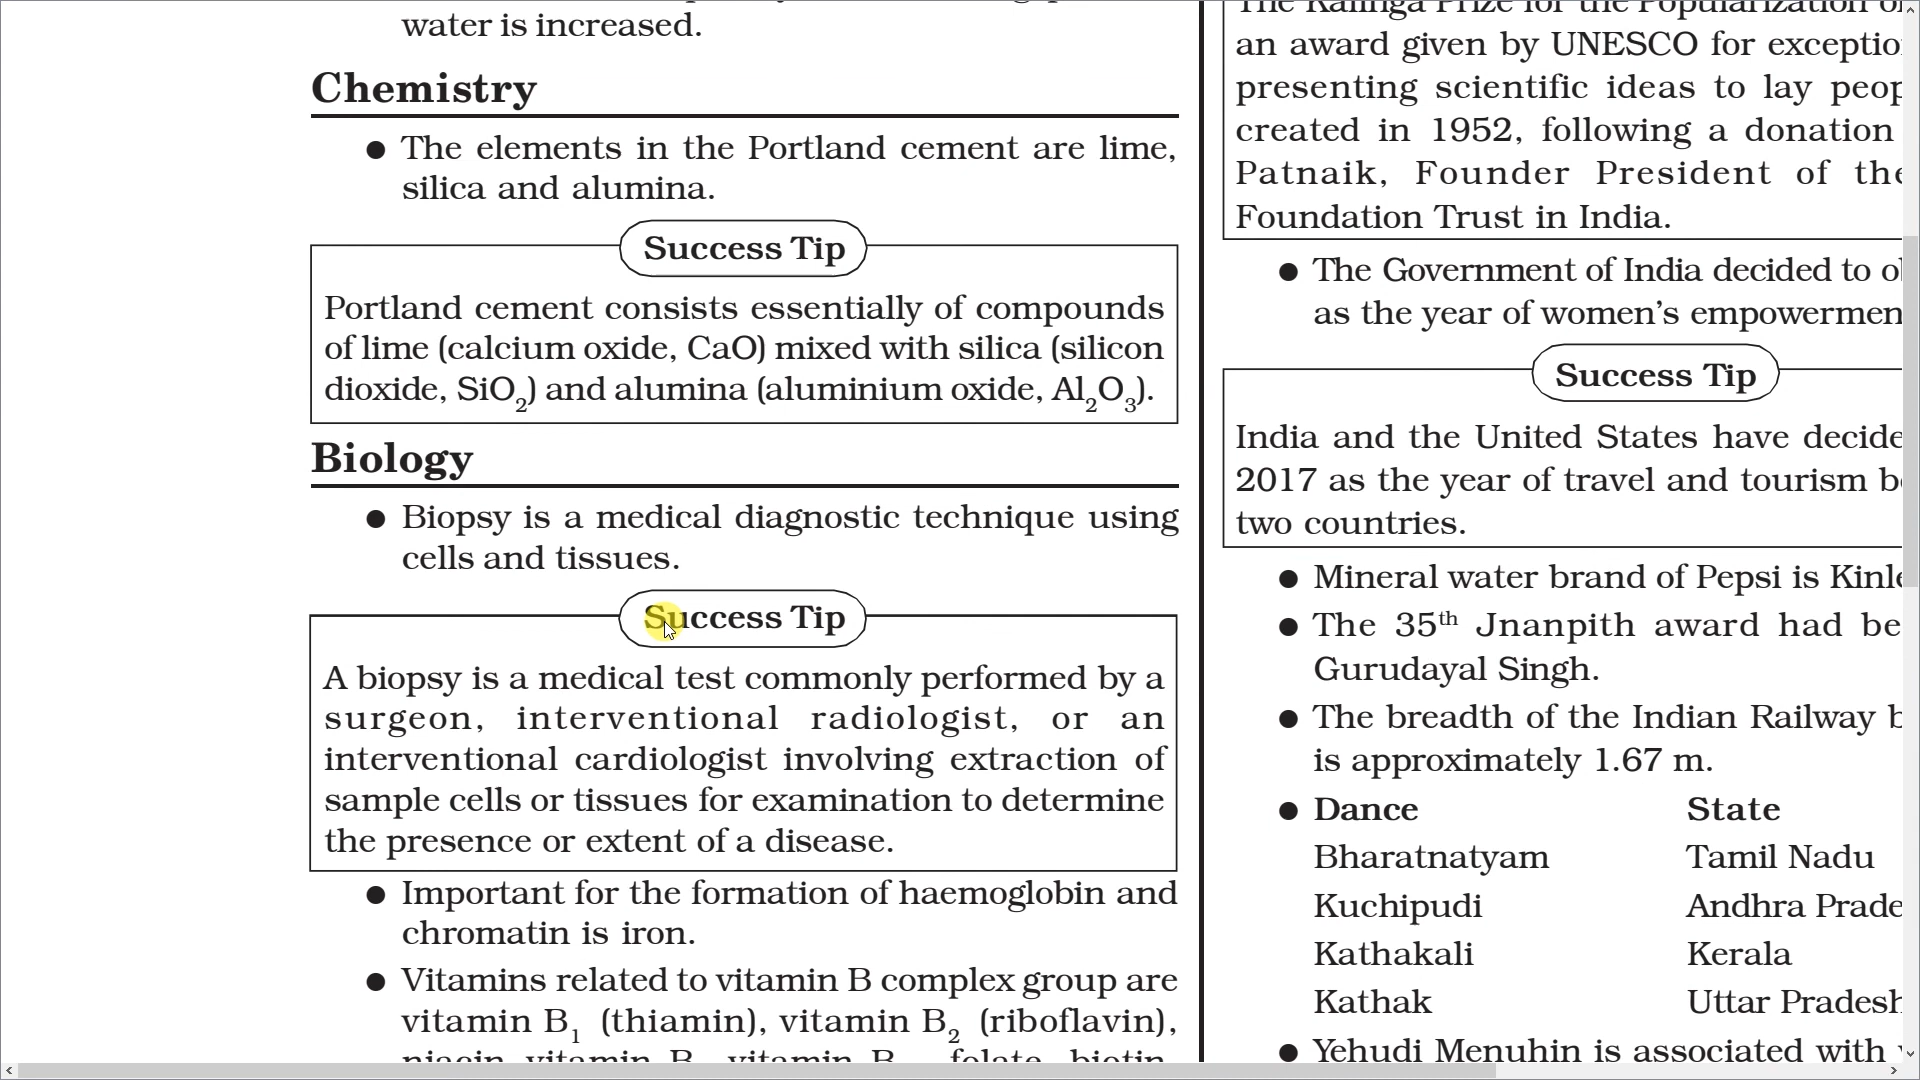 water is increased.
Chemistry
● The elements in the Portland cement are lime,
silica and alumina.
Success Tip
Portland cement consists essentially of compounds
of lime (calcium oxide, CaO) mixed with silica (silicon
dioxide, SiO₂) and alumina (aluminium oxide, Al₂O₃).
Biology
● Biopsy is a medical diagnostic technique using
cells and tissues.
Success Tip
A biopsy is a medical test commonly performed by a
surgeon, interventional radiologist, or an
interventional cardiologist involving extraction of
sample cells or tissues for examination to determine
the presence or extent of a disease.
● Important for the formation of haemoglobin and
chromatin is iron.
● Vitamins related to vitamin B complex group are
vitamin B₁ (thiamin), vitamin B₂ (riboflavin),
niacin, vitamin B, vitamin B, folate, biotin,
The Kalinga Prize for the Popularization
an award given by UNESCO for
presenting scientific ideas to lay
created in 1952, following a donation
Patnaik, Founder President of
Foundation Trust in India.
● The Government of India decided to
as the year of women's
Success Tip
India and the United States have
2017 as the year of travel and tourism
two countries.
● Mineral water brand of Pepsi is
● The 35th Jnanpith award had
Gurudayal Singh.
● The breadth of the Indian Railway
is approximately 1.67 m.
● Dance State
Bharatnatyam Tamil Nadu
Kuchipudi Andhra
Kathakali Kerala
Kathak Uttar Pradesh
● Yehudi Menuhin is associated with